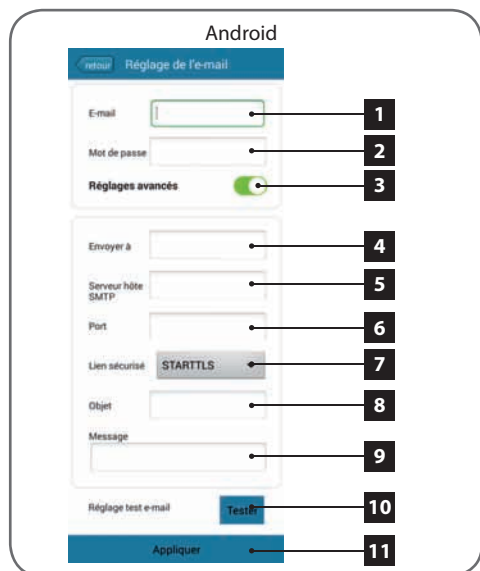 Android
retour Réglage de l'e-mail
E-mail 1
Mot de passe 2
Réglages avancés 3
Envoyer à 4
Serveur hôte
SMTP 5
Port 6
Lien sécurisé STARTTLS 7
Objet 8
Message
9
Réglage test e-mail Tester 10
Appliquer 11